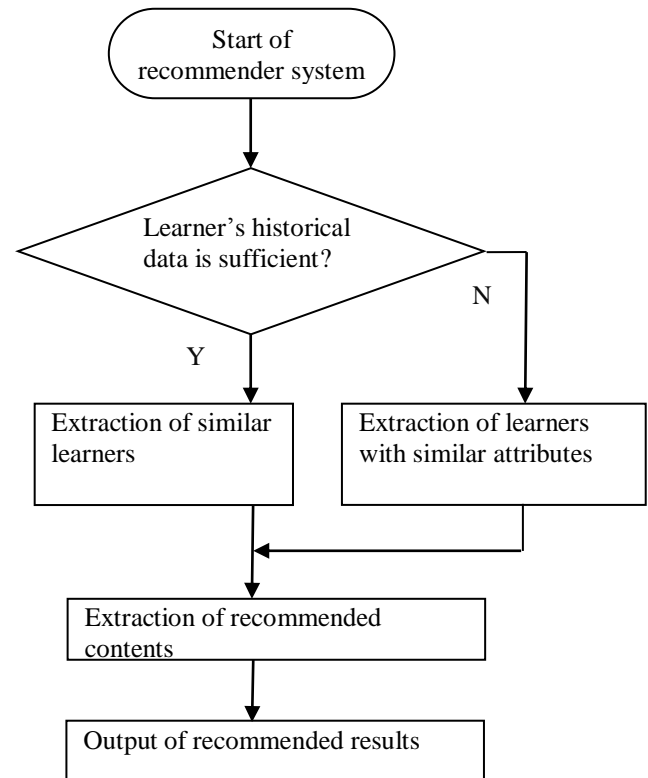 Start of
recommender system
Learner’s historical
data is sufficient?
N
Y
Extraction of similar
learners
Extraction of learners
with similar attributes
Extraction of recommended
contents
Output of recommended results